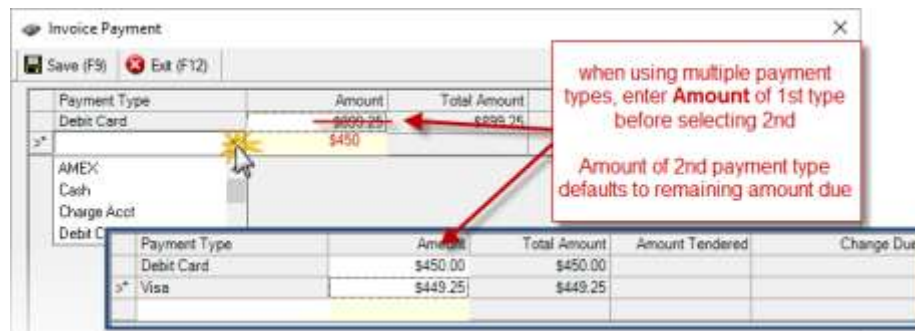 Invoice Payment
Save (F9) Exit (F12)
when using multiple payment
types, enter Amount of 1st type
before selecting 2nd
Amount of 2nd payment type
defaults to remaining amount due
Payment Type Amount Total Amount
Debit Card $899.25 $899.25
$450
AMEX
Cash
Charge Acct
Debit C
Payment Type Amount Total Amount Amount Tendered Change Due
Debit Card $450.00 $450.00
Visa $449.25 $449.25